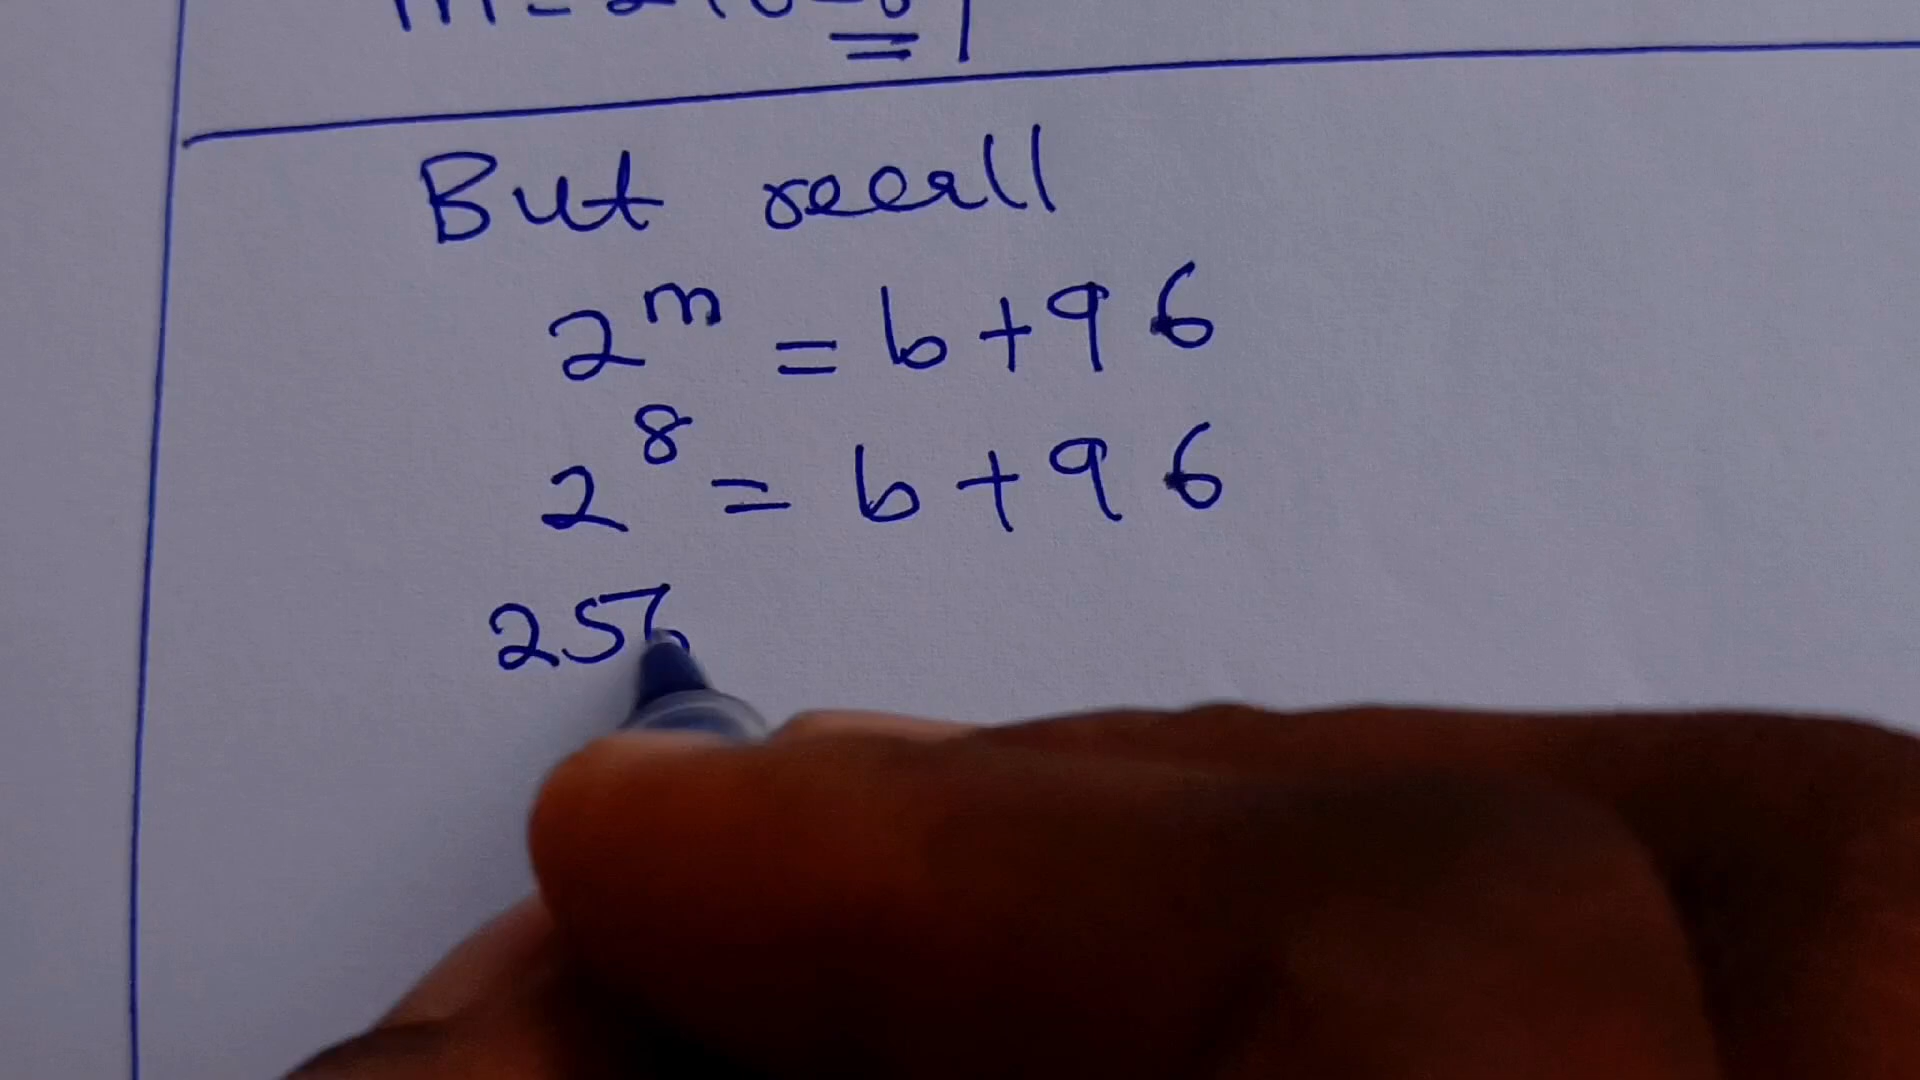 But recall
2^m = b + 96
2^8 = b + 96
256